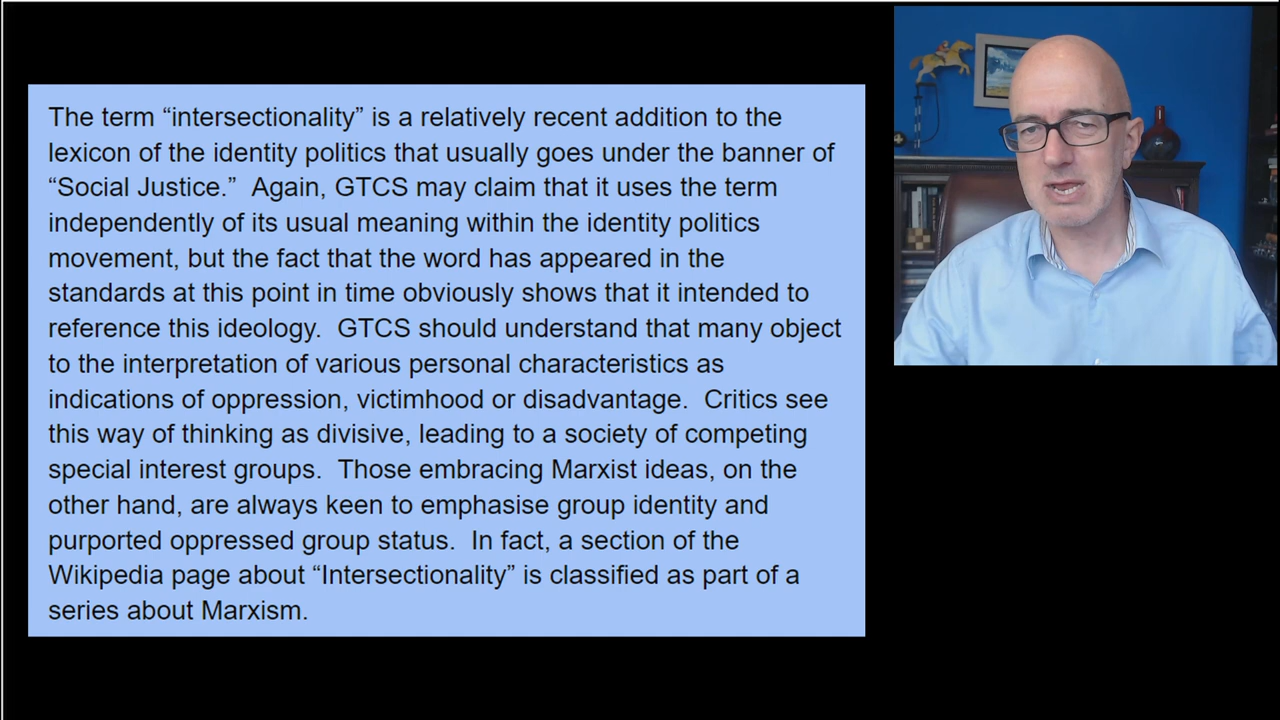 The term “intersectionality” is a relatively recent addition to the
lexicon of the identity politics that usually goes under the banner of
“Social Justice.”  Again, GTCS may claim that it uses the term
independently of its usual meaning within the identity politics
movement, but the fact that the word has appeared in the
standards at this point in time obviously shows that it intended to
reference this ideology.  GTCS should understand that many object
to the interpretation of various personal characteristics as
indications of oppression, victimhood or disadvantage.  Critics see
this way of thinking as divisive, leading to a society of competing
special interest groups.  Those embracing Marxist ideas, on the
other hand, are always keen to emphasise group identity and
purported oppressed group status.  In fact, a section of the
Wikipedia page about “Intersectionality” is classified as part of a
series about Marxism.